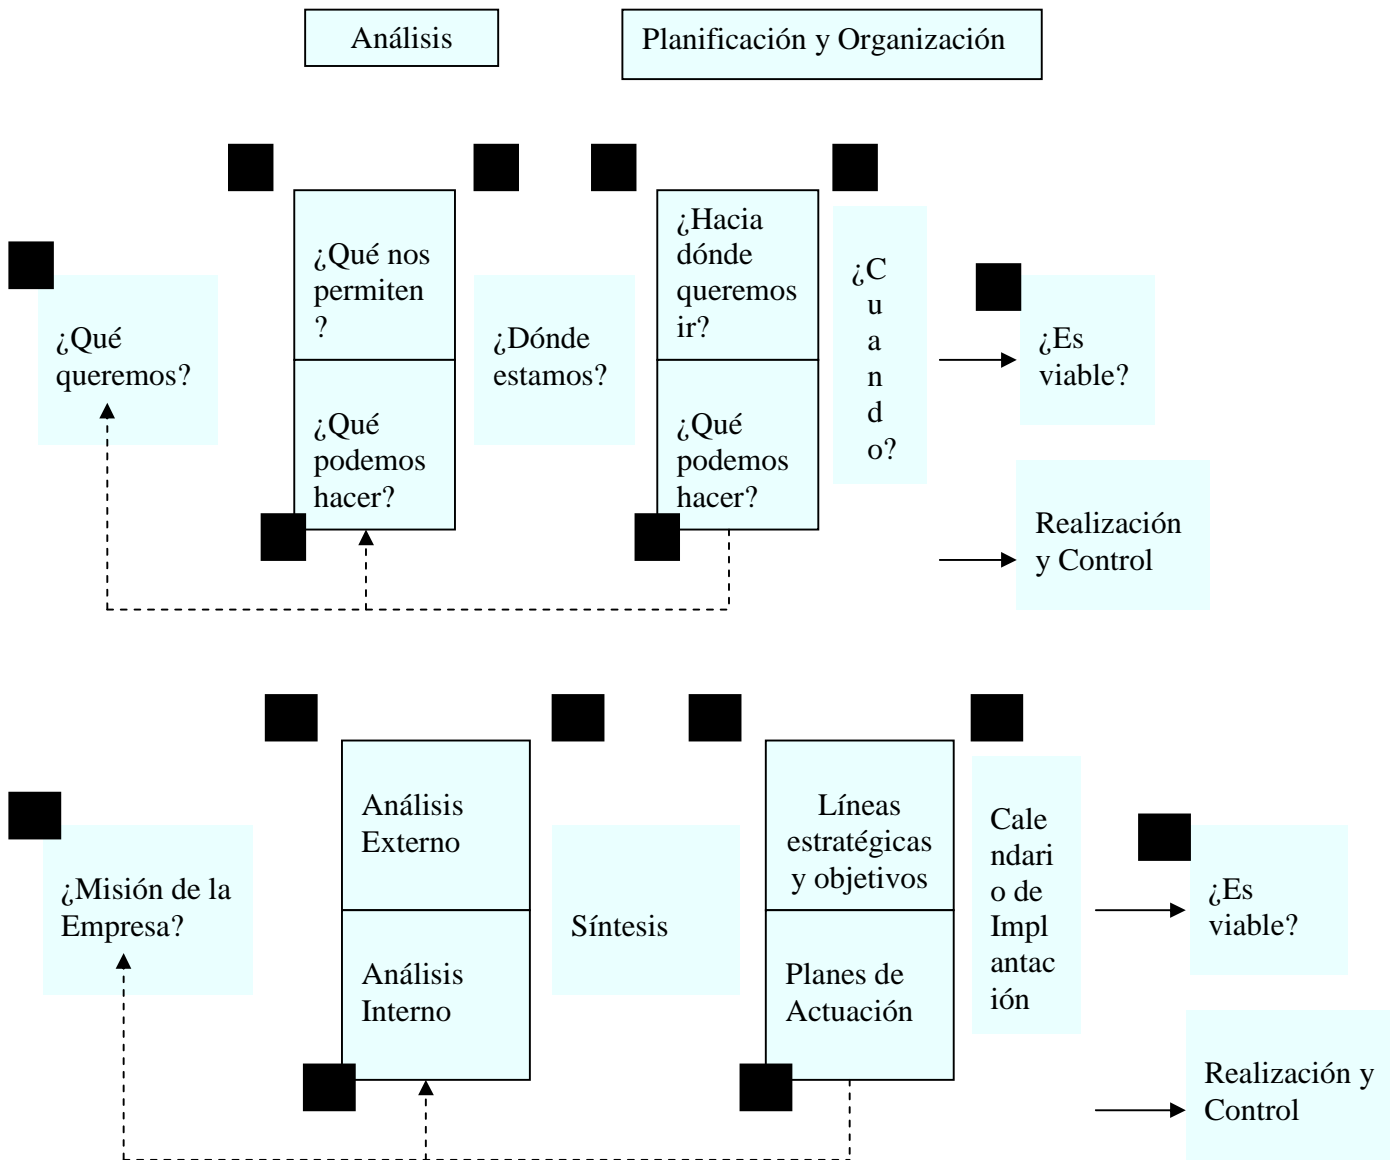 Análisis
Planificación y Organización
¿Qué
queremos?
¿Qué nos
permiten
?
¿Qué
podemos
hacer?
¿Dónde
estamos?
¿Hacia
dónde
queremos
ir?
¿Qué
podemos
hacer?
¿C
u
a
n
d
o?
¿Es
viable?
Realización
y Control
¿Misión de la
Empresa?
Análisis
Externo
Análisis
Interno
Síntesis
Líneas
estratégicas
y objetivos
Planes de
Actuación
Cale
ndari
o de
Impl
antac
ión
¿Es
viable?
Realización y
Control